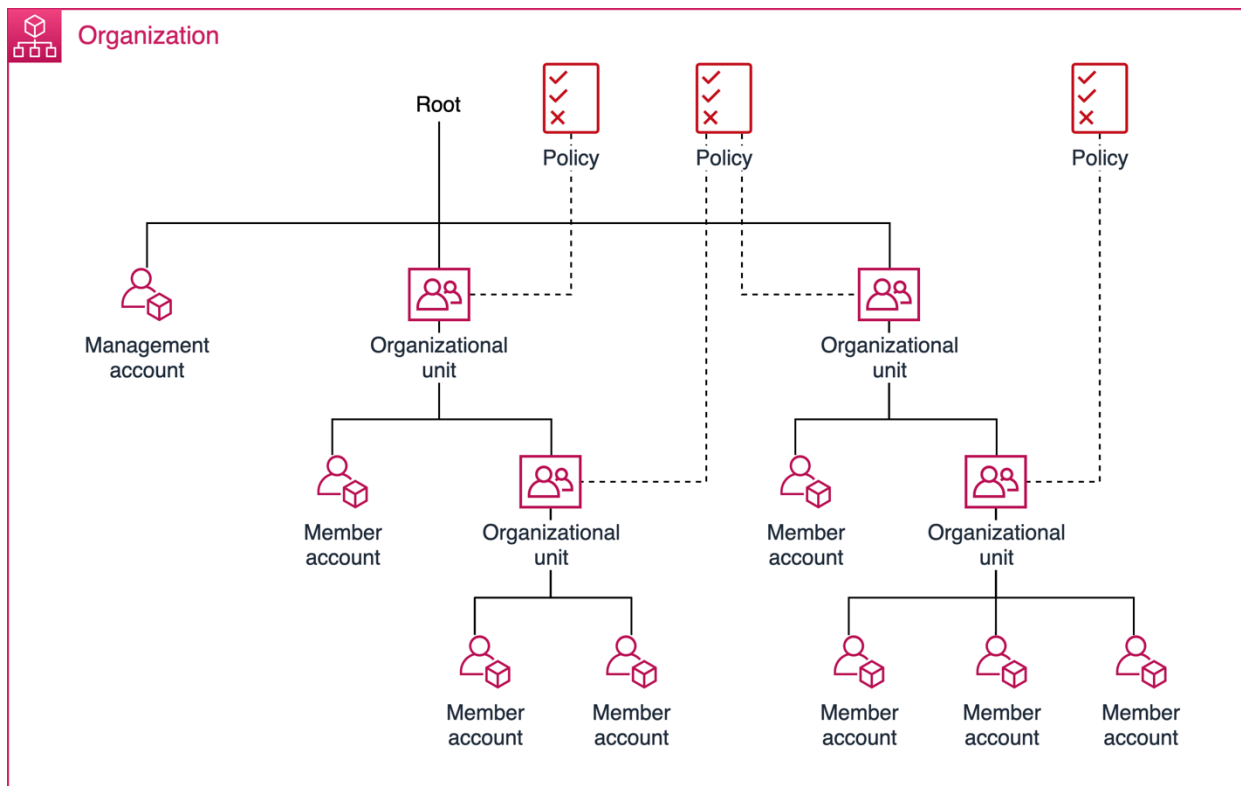 Organization
Root
Policy
Policy
Policy
Management
account
Organizational
unit
Organizational
unit
Member
account
Organizational
unit
Member
account
Organizational
unit
Member
account
Member
account
Member
account
Member
account
Member
account